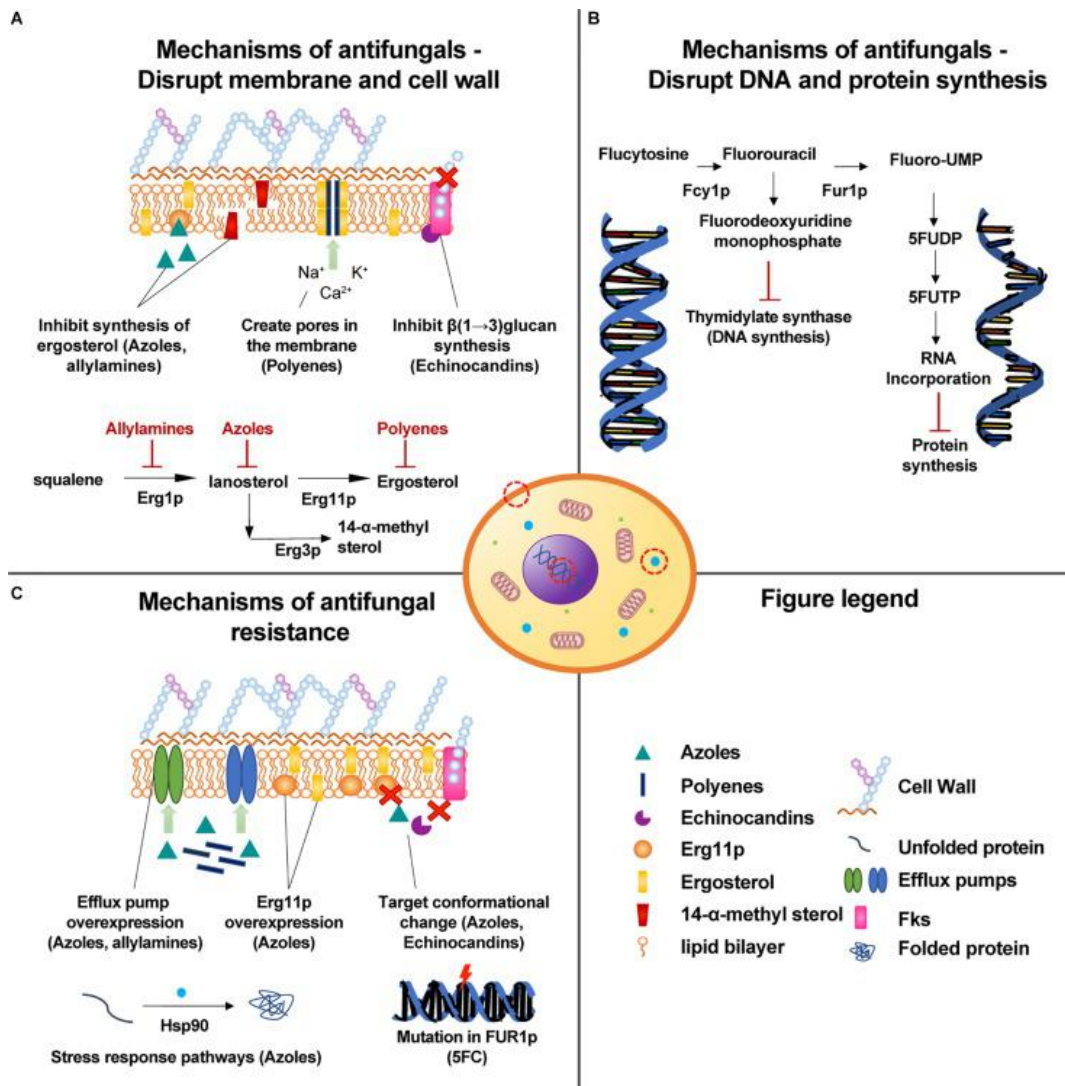 A
Mechanisms of antifungals -
Disrupt membrane and cell wall
Na⁺ K⁺
Ca²⁺
Inhibit synthesis of
ergosterol (Azoles,
allylamines)
Create pores in
the membrane
(Polyenes)
Inhibit β(1→3)glucan
synthesis
(Echinocandins)
Allylamines Azoles Polyenes
squalene lanosterol Ergosterol
Erg1p Erg11p
Erg3p
14-α-methyl
sterol
B
Mechanisms of antifungals -
Disrupt DNA and protein synthesis
Flucytosine Fluorouracil Fluoro-UMP
Fcy1p Fur1p
Fluorodeoxyuridine
monophosphate
Thymidylate synthase
(DNA synthesis)
5FUDP
5FUTP
RNA
Incorporation
Protein
synthesis
C
Mechanisms of antifungal
resistance
Efflux pump
overexpression
(Azoles, allylamines)
Erg11p
overexpression
(Azoles)
Target conformational
change (Azoles,
Echinocandins)
Hsp90
Stress response pathways (Azoles)
Mutation in FUR1p
(5FC)
Figure legend
Azoles
Polyenes
Echinocandins
Erg11p
Ergosterol
14-α-methyl sterol
lipid bilayer
Cell Wall
Unfolded protein
Efflux pumps
Fks
Folded protein